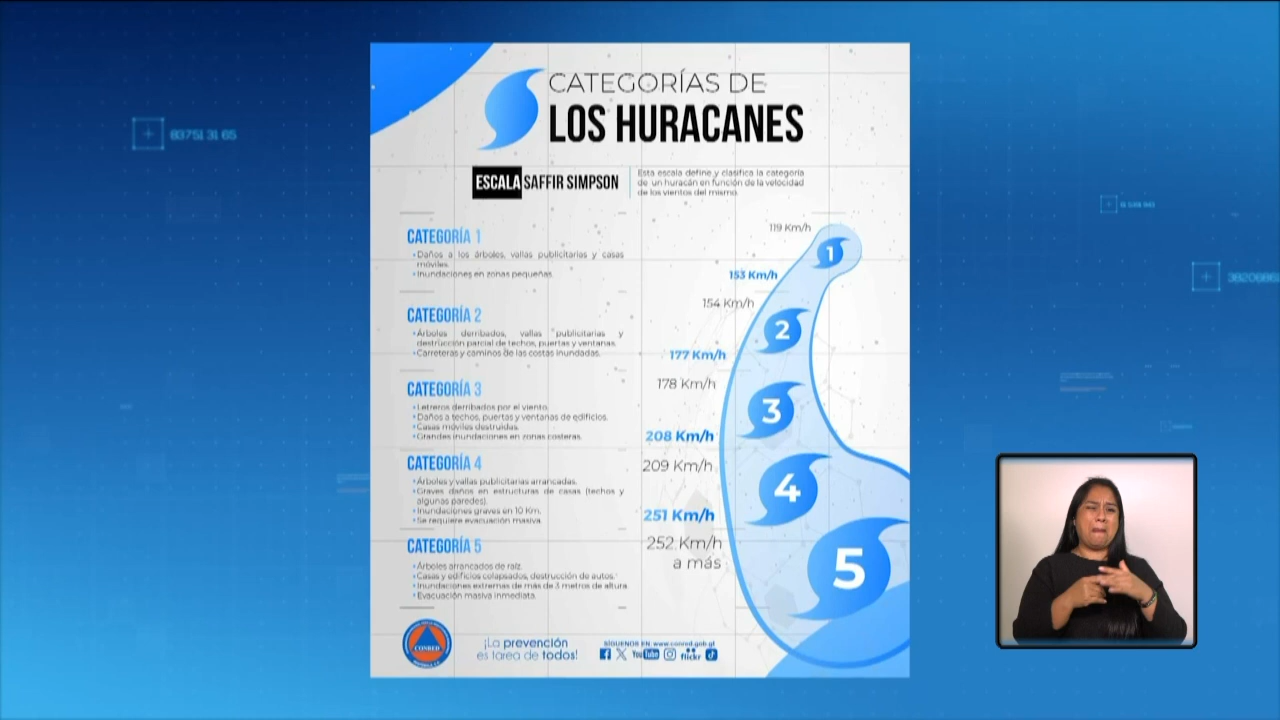 CATEGORÍAS DE
LOS HURACANES
ESCALA SAFFIR SIMPSON
Esta escala define y clasifica la categoría
de un huracán en función de la velocidad
de los vientos del mismo.
CATEGORÍA 1
• Daños a los árboles, vallas publicitarias y casas
móviles.
• Inundaciones en zonas pequeñas.
119 Km/h
1
153 Km/h
CATEGORÍA 2
• Árboles derribados, vallas publicitarias y
destrucción parcial de techos, puertas y ventanas.
• Carreteras y caminos de las costas inundadas.
154 Km/h
2
177 Km/h
CATEGORÍA 3
• Letreros derribados por el viento.
• Daños a techos, puertas y ventanas de edificios.
• Casas móviles destruidas.
• Grandes inundaciones en zonas costeras.
178 Km/h
3
208 Km/h
CATEGORÍA 4
• Árboles y vallas publicitarias arrancadas.
• Graves daños en estructuras de casas (techos y
algunas paredes).
• Inundaciones graves en 10 Km.
• Se requiere evacuación masiva.
209 Km/h
4
251 Km/h
CATEGORÍA 5
• Árboles arrancados de raíz.
• Casas y edificios colapsados, destrucción de autos.
• Inundaciones extremas de más de 3 metros de altura.
• Evacuación masiva inmediata.
252 Km/h
a más
5
CONRED
¡La prevención
es tarea de todos!
SÍGUENOS EN: www.conred.gob.gt
YouTube
flickr
83751 31 65